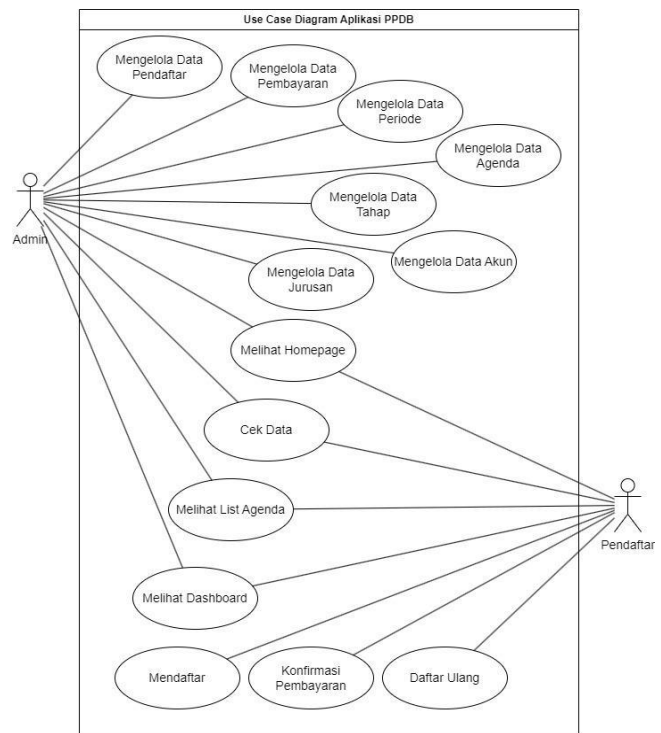 Use Case Diagram Aplikasi PPDB
Mengelola Data
Pendaftar
Mengelola Data
Pembayaran
Mengelola Data
Periode
Mengelola Data
Agenda
Mengelola Data
Tahap
Admin
Mengelola Data Akun
Mengelola Data
Jurusan
Melihat Homepage
Cek Data
Melihat List Agenda
Pendaftar
Melihat Dashboard
Mendaftar
Konfirmasi
Pembayaran
Daftar Ulang